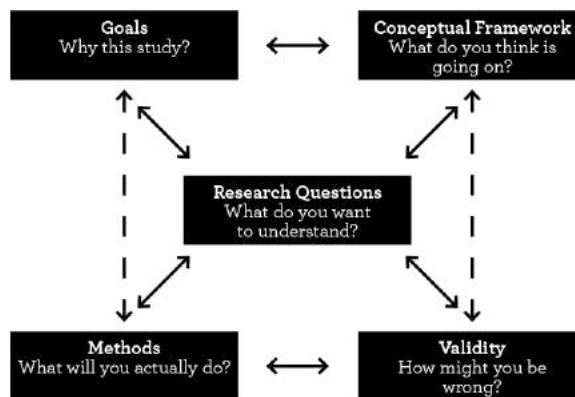 Goals
Why this study?
Conceptual Framework
What do you think is
going on?
Research Questions
What do you want
to understand?
Methods
What will you actually do?
Validity
How might you be
wrong?